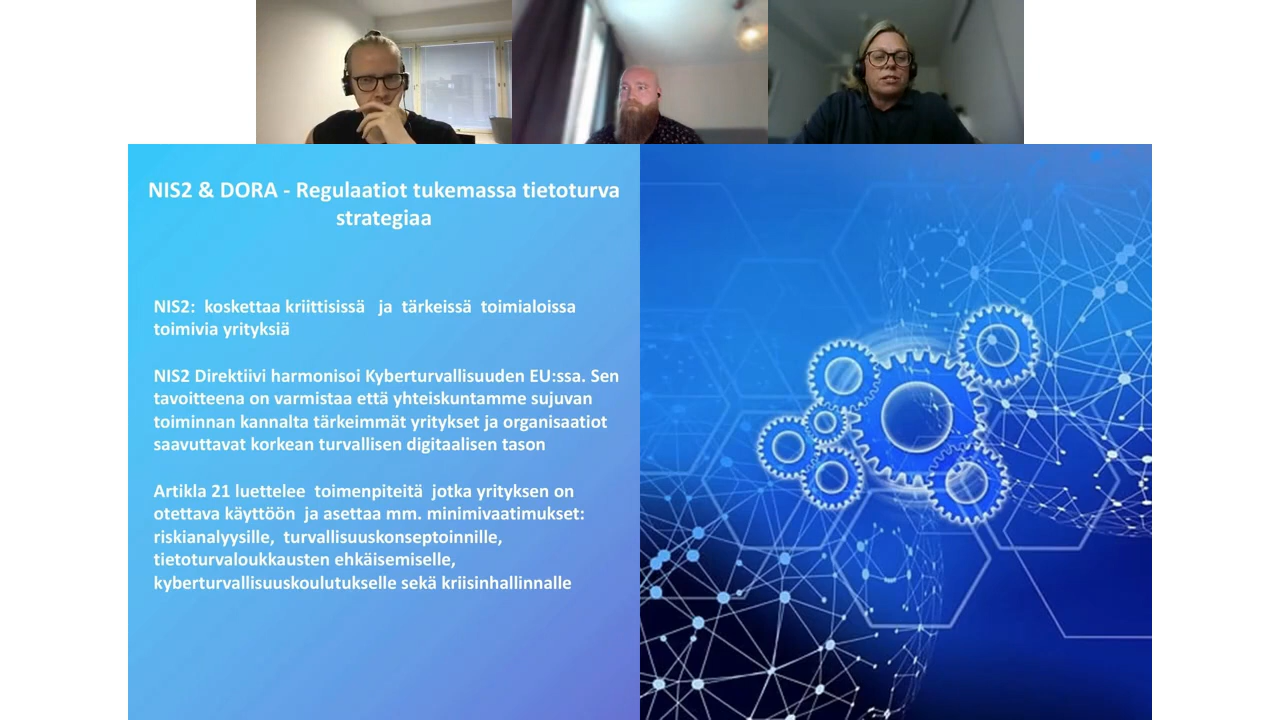 NIS2 & DORA - Regulaatiot tukemassa tietoturva
strategiaa
NIS2:  koskettaa kriittisissä   ja  tärkeissä  toimialoissa
toimivia yrityksiä
NIS2 Direktiivi harmonisoi Kyberturvallisuuden EU:ssa. Sen
tavoitteena on varmistaa että yhteiskuntamme sujuvan
toiminnan kannalta tärkeimmät yritykset ja organisaatiot
saavuttavat korkean turvallisen digitaalisen tason
Artikla 21 luettelee  toimenpiteitä  jotka yrityksen on
otettava käyttöön  ja asettaa mm. minimivaatimukset:
riskianalyysille,  turvallisuuskonseptoinnille,
tietoturvaloukkausten ehkäisemiselle,
kyberturvallisuuskoulutukselle sekä kriisinhallinnalle